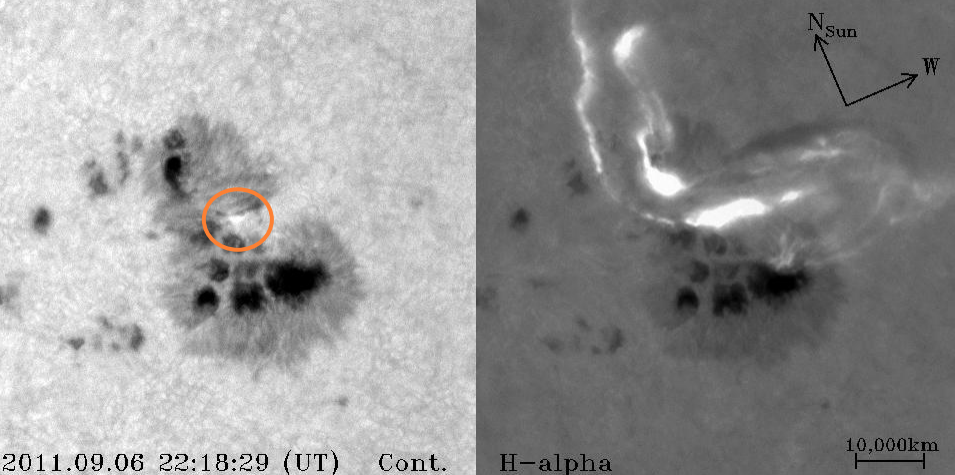 N Sun
W
10,000km
2011.09.06 22:18:29 (UT) Cont.
H-alpha